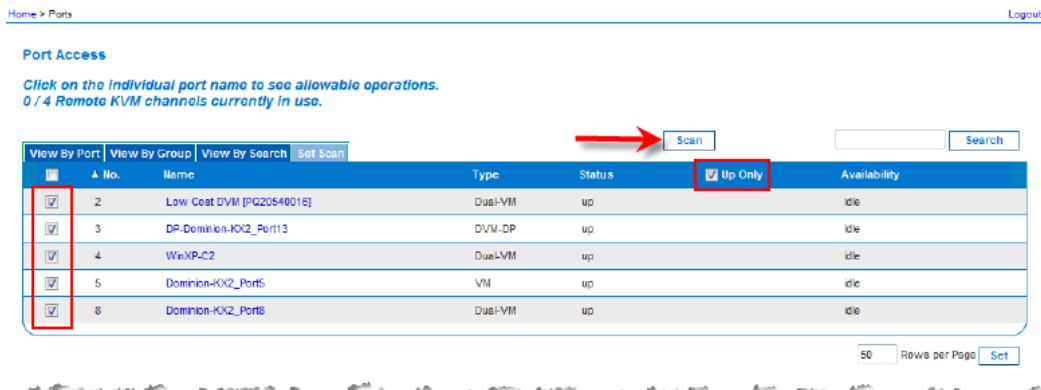 Home > Ports Logout
Port Access
Click on the individual port name to see allowable operations.
0 / 4 Remote KVM channels currently in use.
Scan Search
View By Port View By Group View By Search Set Scan
▲ No. Name Type Status Up Only Availability
2 Low Cost DVM [PQ20540016] Dual-VM up idle
3 DP-Dominion-KX2_Port13 DVM-DP up idle
4 WinXP-C2 Dual-VM up idle
5 Dominion-KX2_Port5 VM up idle
8 Dominion-KX2_Port8 Dual-VM up idle
50 Rows per Page Set